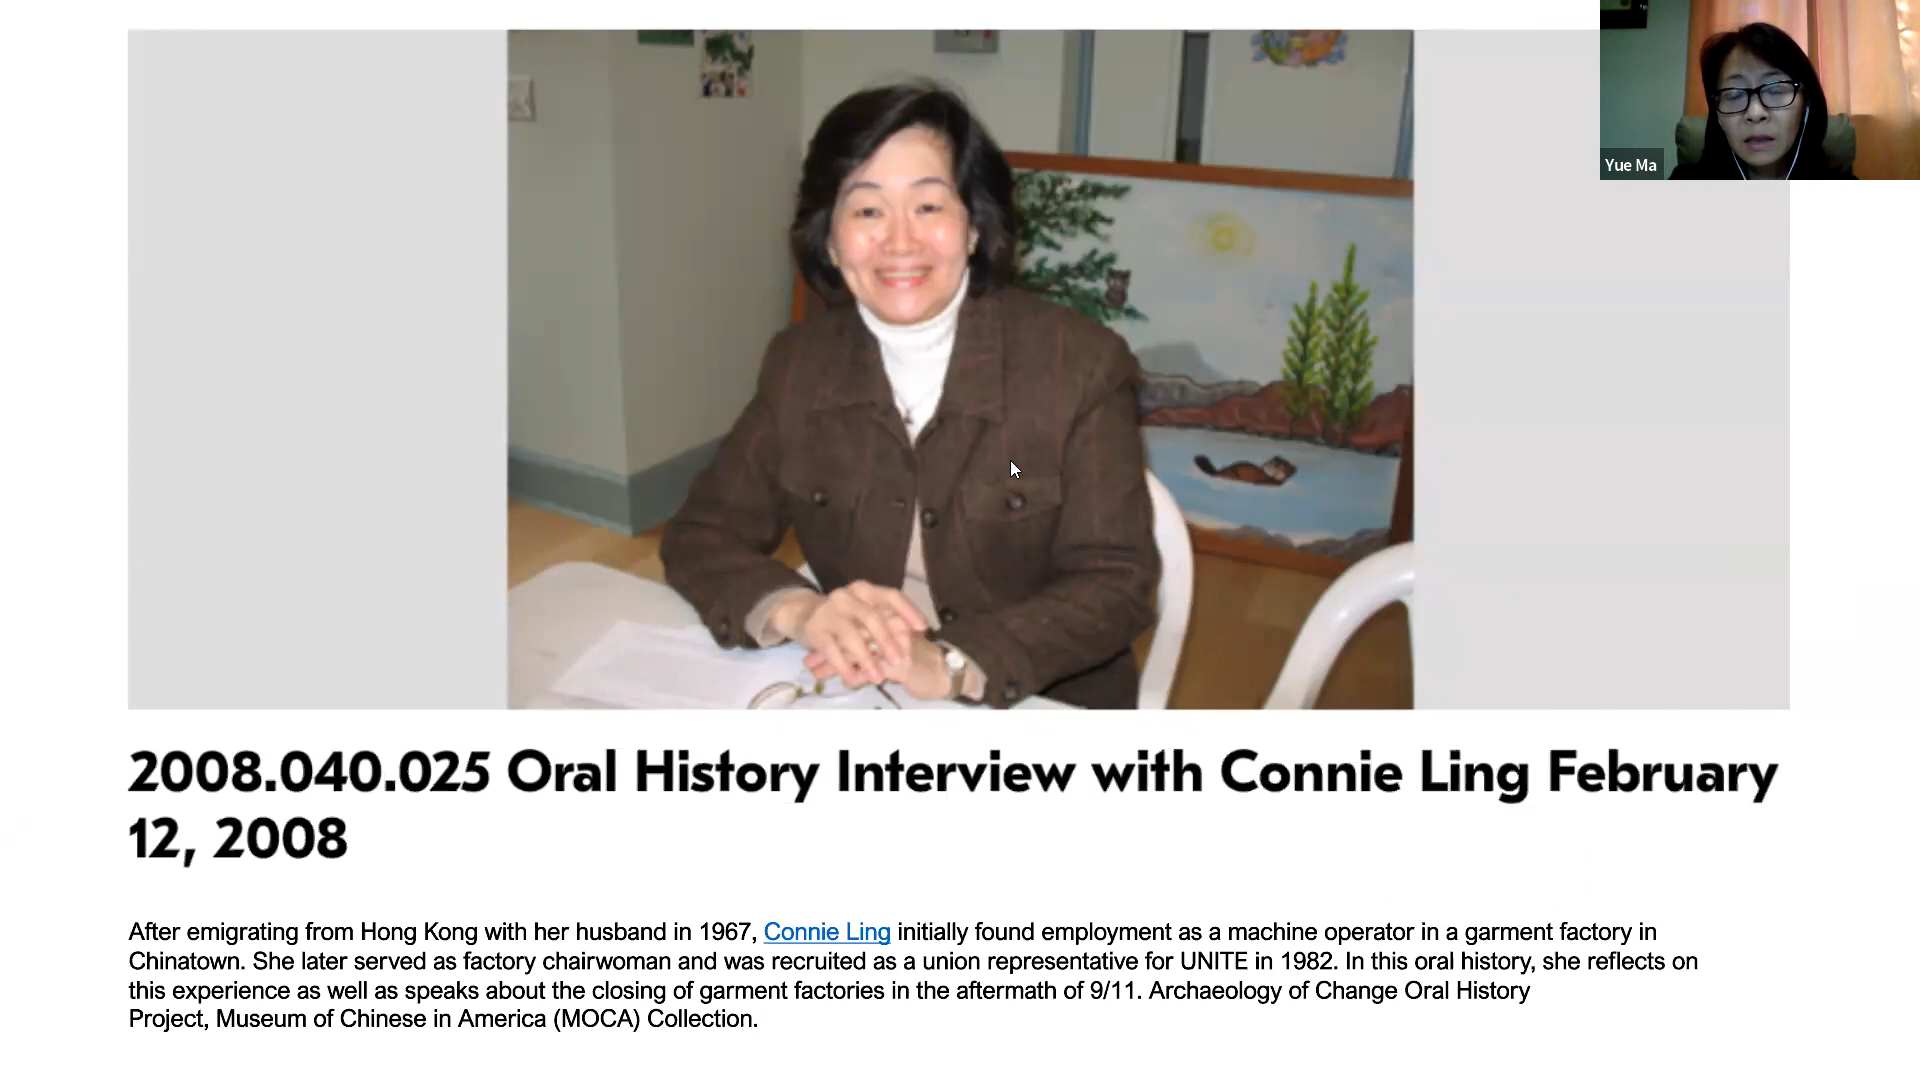 Yue Ma
2008.040.025 Oral History Interview with Connie Ling February
12, 2008
After emigrating from Hong Kong with her husband in 1967, Connie Ling initially found employment as a machine operator in a garment factory in
Chinatown. She later served as factory chairwoman and was recruited as a union representative for UNITE in 1982. In this oral history, she reflects on
this experience as well as speaks about the closing of garment factories in the aftermath of 9/11. Archaeology of Change Oral History
Project, Museum of Chinese in America (MOCA) Collection.